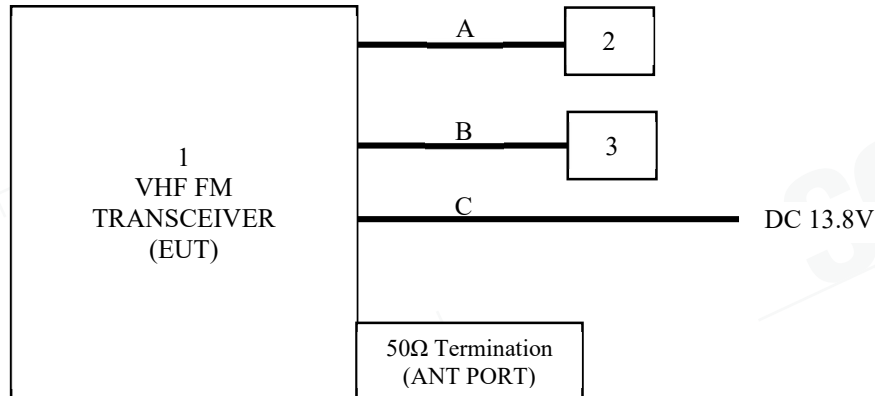 A
2
B
3
1
VHF FM
TRANSCEIVER
(EUT)
C
DC 13.8V
50Ω Termination
(ANT PORT)